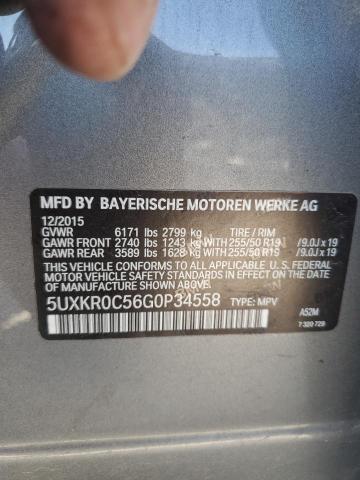 MFD BY BAYERISCHE MOTOREN WERKE AG
12/2015
GVWR 6171 lbs 2799 kg TIRE / RIM
GAWR FRONT 2740 lbs 1243 kg WITH 255/50 R19 /9.0J x 19
GAWR REAR 3589 lbs 1628 kg WITH 255/50 R19 /9.0J x 19
THIS VEHICLE CONFORMS TO ALL APPLICABLE U.S. FEDERAL
MOTOR VEHICLE SAFETY STANDARDS IN EFFECT ON THE
DATE OF MANUFACTURE SHOWN ABOVE.
5UXKR0C56G0P34558 TYPE: MPV
A52M
7 320 728